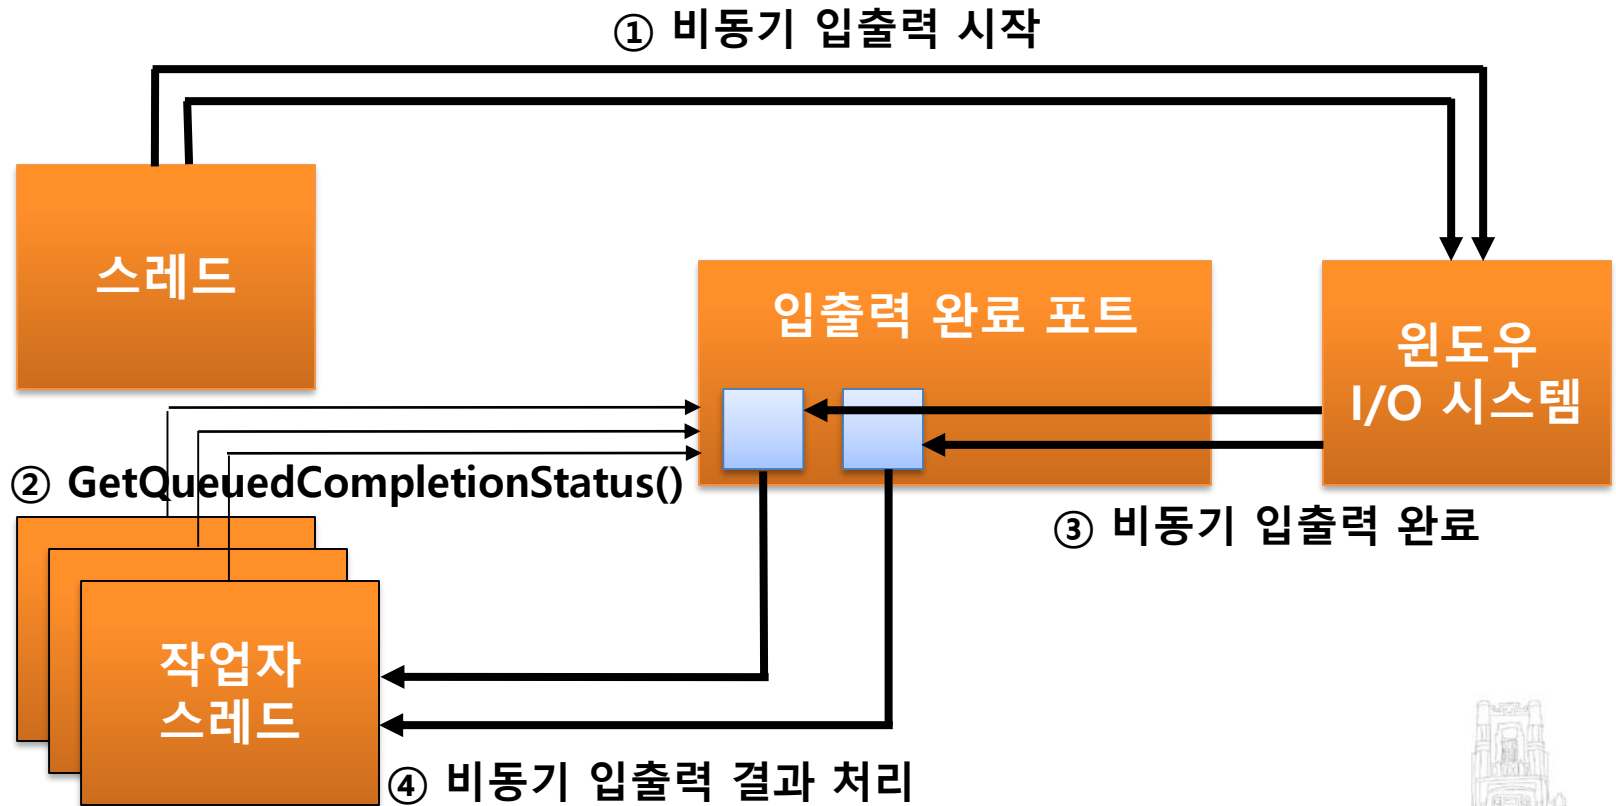 ① 비동기 입출력 시작
스레드
입출력 완료 포트
윈도우
I/O 시스템
② GetQueuedCompletionStatus()
③ 비동기 입출력 완료
작업자
스레드
④ 비동기 입출력 결과 처리